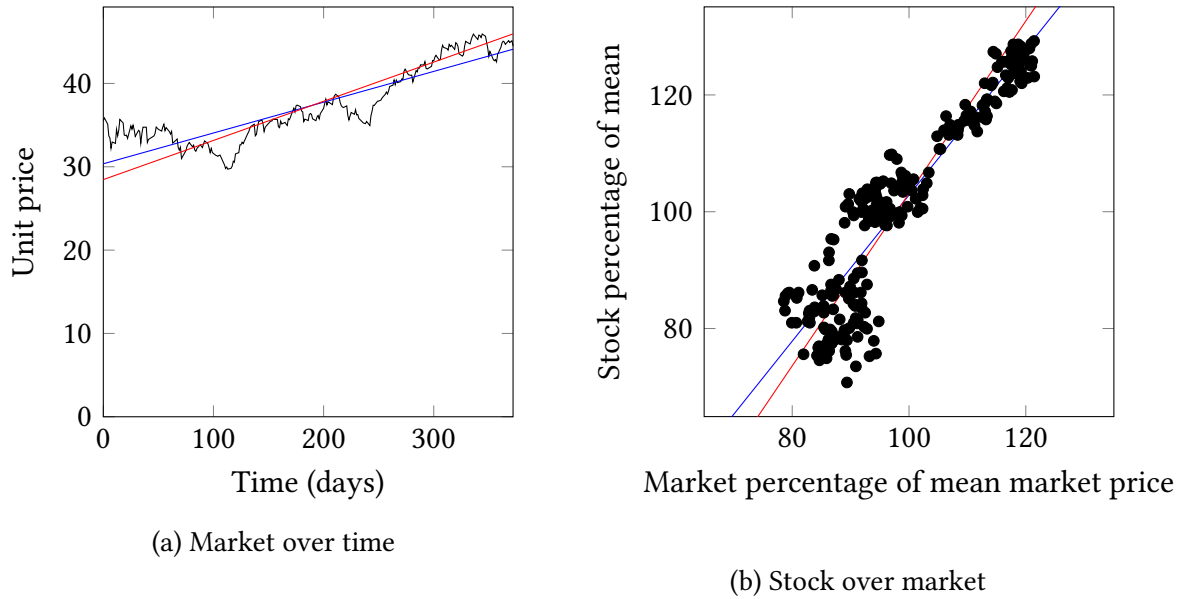 40
30
20
10
0
0 100 200 300
Unit price
Time (days)
(a) Market over time
120
100
80
80 100 120
Stock percentage of mean
Market percentage of mean market price
(b) Stock over market